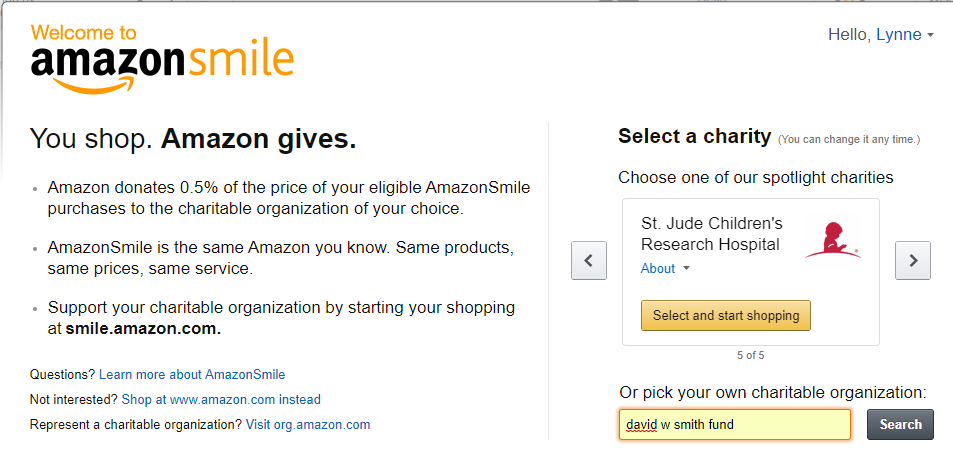 Welcome to
amazonsmile
Hello, Lynne
You shop. Amazon gives.
Amazon donates 0.5% of the price of your eligible AmazonSmile
purchases to the charitable organization of your choice.
AmazonSmile is the same Amazon you know. Same products,
same prices, same service.
Support your charitable organization by starting your shopping
at smile.amazon.com.
Questions? Learn more about AmazonSmile
Not interested? Shop at www.amazon.com instead
Represent a charitable organization? Visit org.amazon.com
Select a charity (You can change it any time.)
Choose one of our spotlight charities
St. Jude Children's
Research Hospital
About
Select and start shopping
5 of 5
Or pick your own charitable organization:
david w smith fund
Search